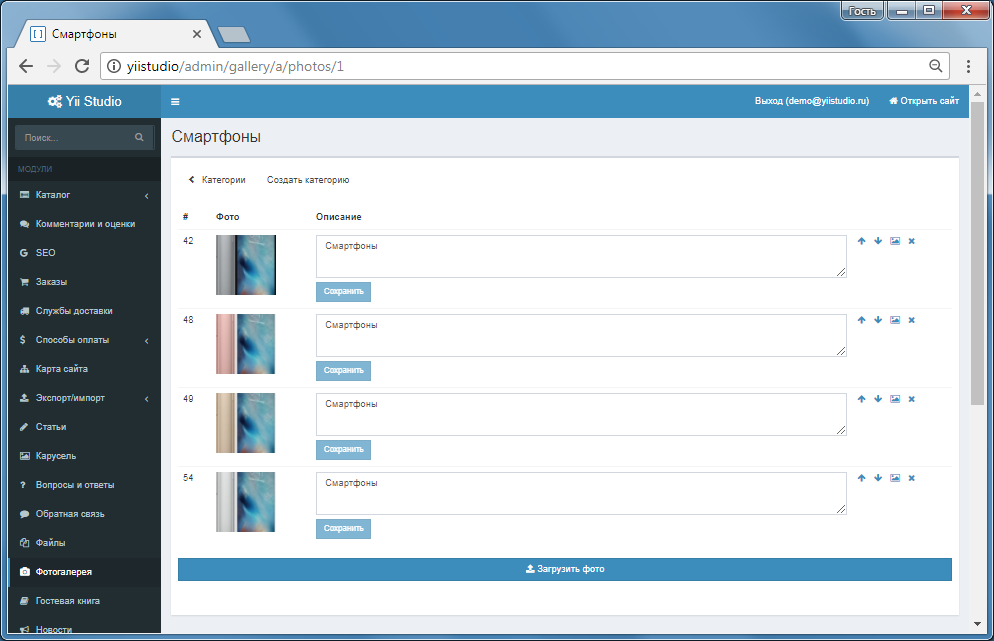 Гость
Смартфоны
yiistudio/admin/gallery/a/photos/1
Yii Studio
Выход (demo@yiistudio.ru) Открыть сайт
Поиск...
Смартфоны
МОДУЛИ
Каталог
Комментарии и оценки
SEO
Заказы
Службы доставки
Способы оплаты
Карта сайта
Экспорт/импорт
Статьи
Карусель
Вопросы и ответы
Обратная связь
Файлы
Фотогалерея
Гостевая книга
Новости
Категории Создать категорию
# Фото Описание
42 Смартфоны
Сохранить
48 Смартфоны
Сохранить
49 Смартфоны
Сохранить
54 Смартфоны
Сохранить
Загрузить фото